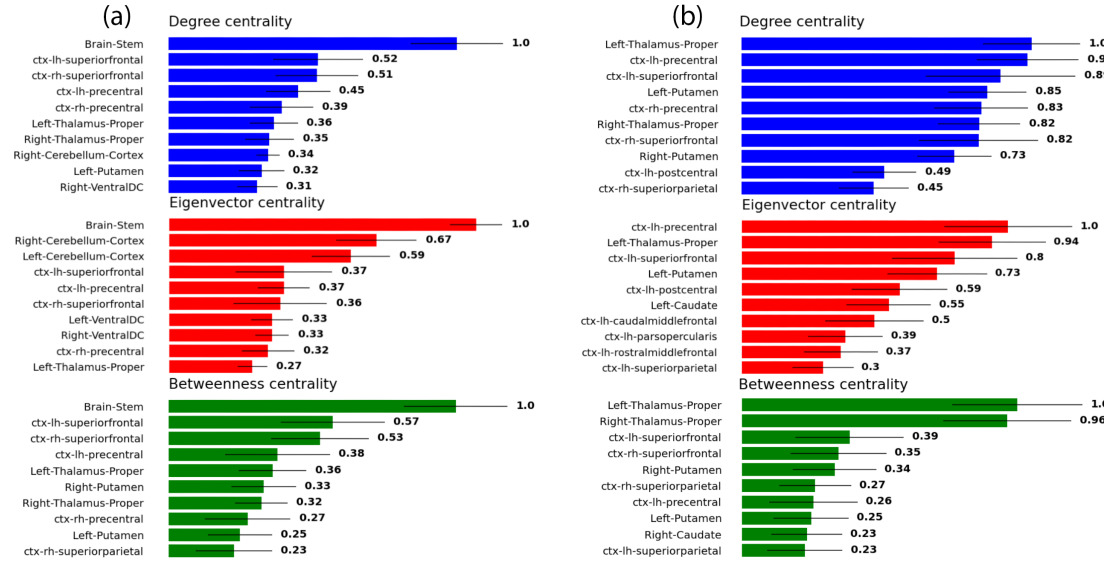 (a)
Degree centrality
Brain-Stem 1.0
ctx-lh-superiorfrontal 0.52
ctx-rh-superiorfrontal 0.51
ctx-lh-precentral 0.45
ctx-rh-precentral 0.39
Left-Thalamus-Proper 0.36
Right-Thalamus-Proper 0.35
Right-Cerebellum-Cortex 0.34
Left-Putamen 0.32
Right-VentralDC 0.31
Eigenvector centrality
Brain-Stem 1.0
Right-Cerebellum-Cortex 0.67
Left-Cerebellum-Cortex 0.59
ctx-lh-superiorfrontal 0.37
ctx-lh-precentral 0.37
ctx-rh-superiorfrontal 0.36
Left-VentralDC 0.33
Right-VentralDC 0.33
ctx-rh-precentral 0.32
Left-Thalamus-Proper 0.27
Betweenness centrality
Brain-Stem 1.0
ctx-lh-superiorfrontal 0.57
ctx-rh-superiorfrontal 0.53
ctx-lh-precentral 0.38
Left-Thalamus-Proper 0.36
Right-Putamen 0.33
Right-Thalamus-Proper 0.32
ctx-rh-precentral 0.27
Left-Putamen 0.25
ctx-rh-superiorparietal 0.23
(b)
Degree centrality
Left-Thalamus-Proper 1.0
ctx-lh-precentral
ctx-lh-superiorfrontal 0.89
Left-Putamen 0.85
ctx-rh-precentral 0.83
Right-Thalamus-Proper 0.82
ctx-rh-superiorfrontal 0.82
Right-Putamen 0.73
ctx-lh-postcentral 0.49
ctx-rh-superiorparietal 0.45
Eigenvector centrality
ctx-lh-precentral 1.0
Left-Thalamus-Proper 0.94
ctx-lh-superiorfrontal 0.8
Left-Putamen 0.73
ctx-lh-postcentral 0.59
Left-Caudate 0.55
ctx-lh-caudalmiddlefrontal 0.5
ctx-lh-parsopercularis 0.39
ctx-lh-rostralmiddlefrontal 0.37
ctx-lh-superiorparietal 0.3
Betweenness centrality
Left-Thalamus-Proper 1.0
Right-Thalamus-Proper 0.96
ctx-lh-superiorfrontal 0.39
ctx-rh-superiorfrontal 0.35
Right-Putamen 0.34
ctx-rh-superiorparietal 0.27
ctx-lh-precentral 0.26
Left-Putamen 0.25
Right-Caudate 0.23
ctx-lh-superiorparietal 0.23